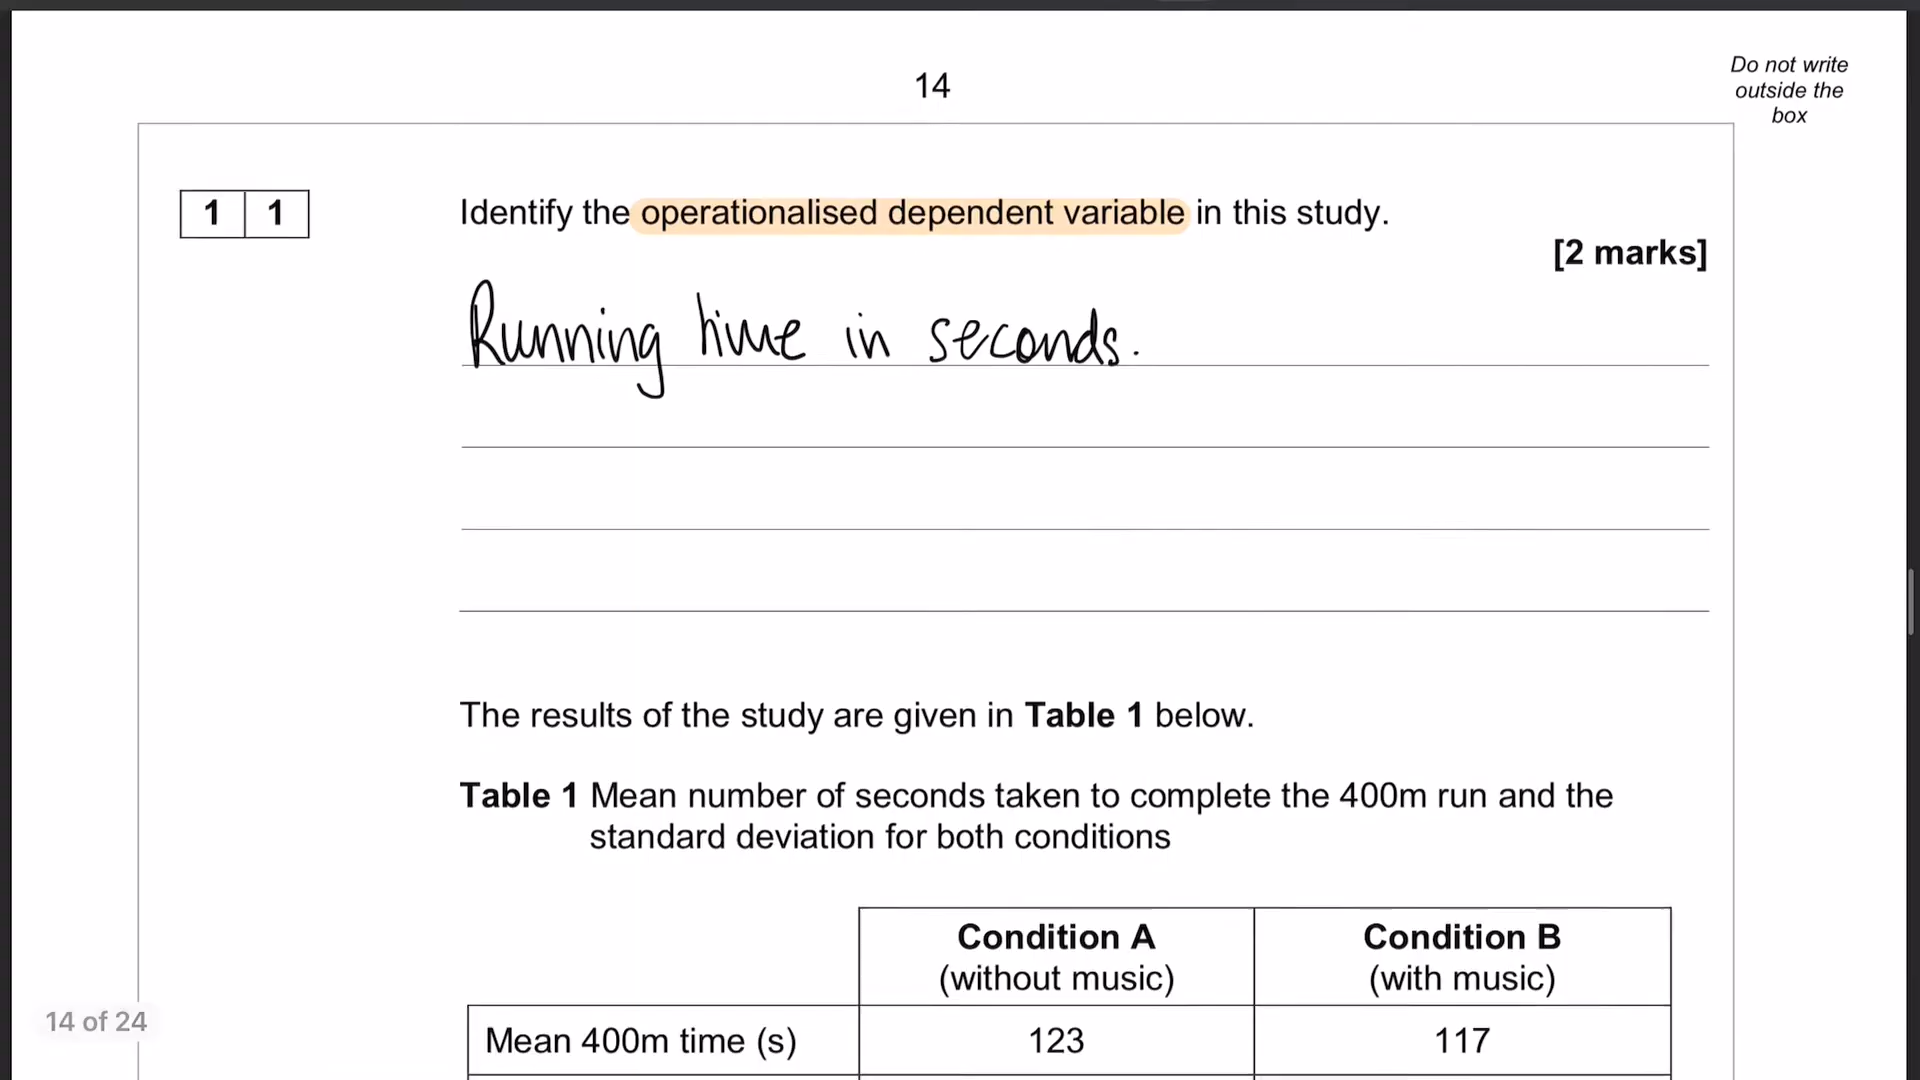 14
Do not write
outside the
box
1 1
Identify the operationalised dependent variable in this study.
[2 marks]
Running time in seconds.
The results of the study are given in Table 1 below.
Table 1 Mean number of seconds taken to complete the 400m run and the
standard deviation for both conditions
Condition A Condition B
(without music) (with music)
Mean 400m time (s) 123 117
14 of 24